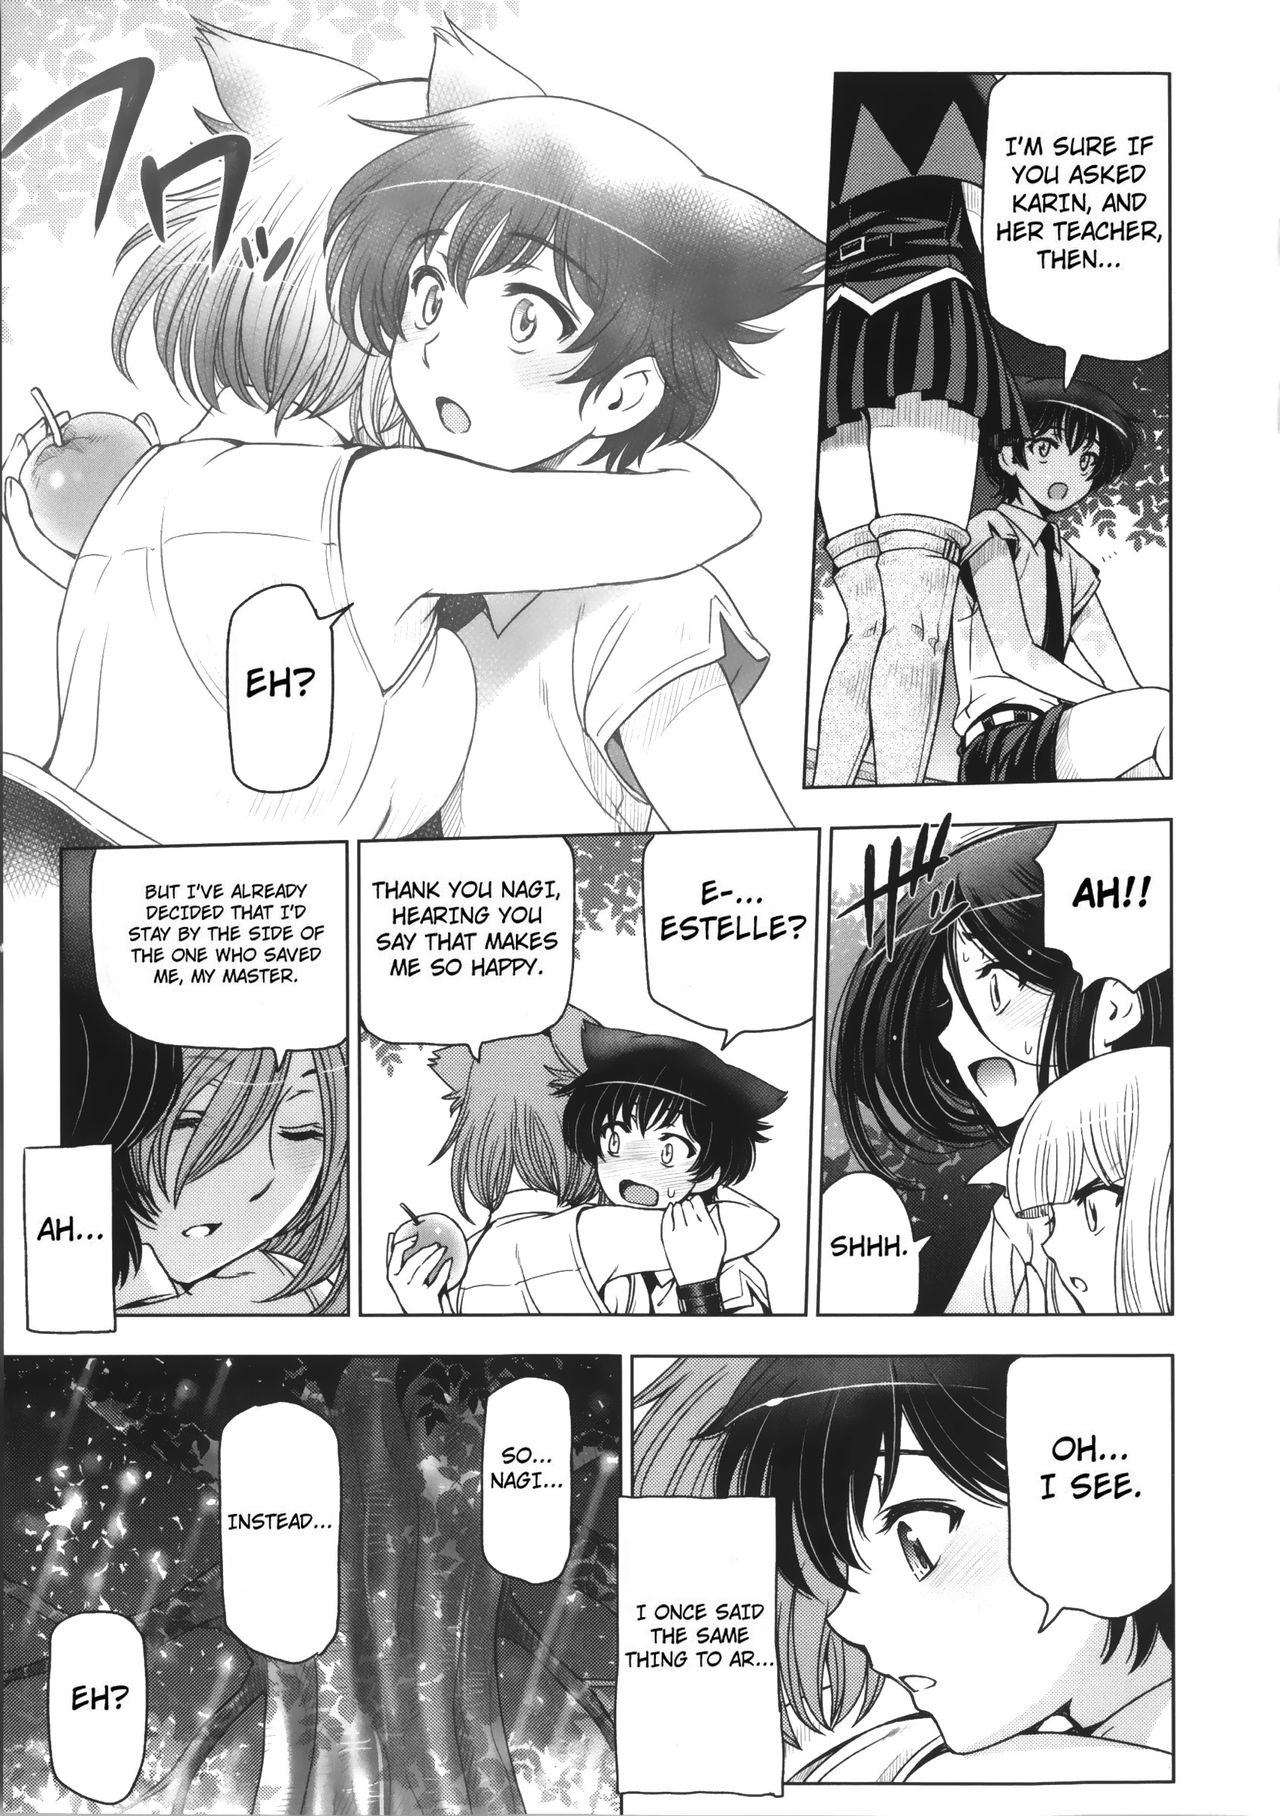 I'M SURE IF
YOU ASKED
KARIN, AND
HER TEACHER,
THEN...
EH?
AH!!
SHHH.
E-...
ESTELLE?
THANK YOU NAGI,
HEARING YOU
SAY THAT MAKES
ME SO HAPPY.
BUT I'VE ALREADY
DECIDED THAT I'D
STAY BY THE SIDE OF
THE ONE WHO SAVED
ME, MY MASTER.
AH...
OH...
I SEE.
I ONCE SAID
THE SAME
THING TO AR...
SO...
NAGI...
INSTEAD...
EH?